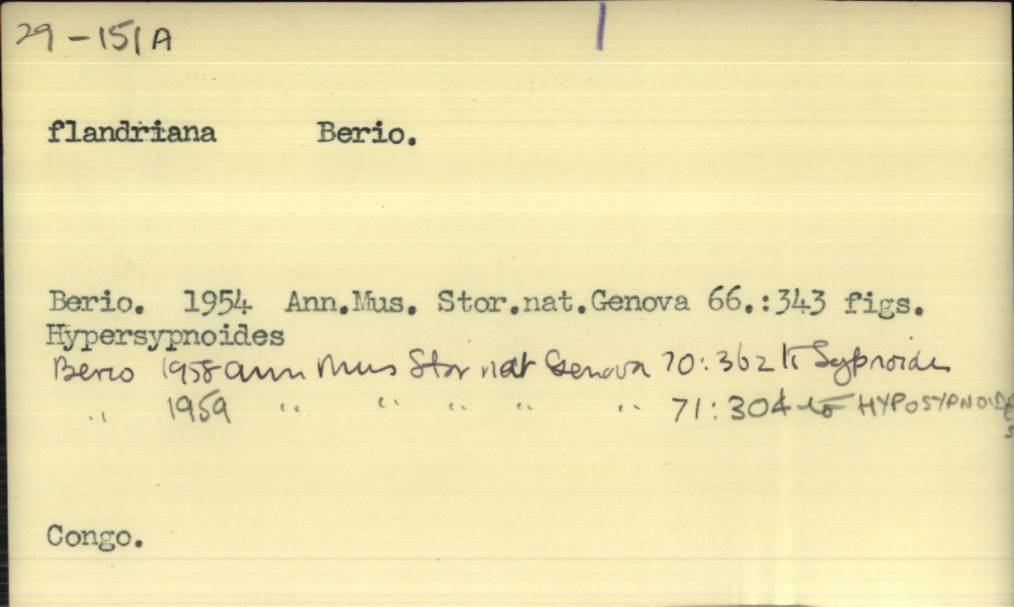 29-151A
flandriana Berio.
Berio. 1954 Ann.Mus. Stor.nat.Genova 66.:343 figs.
Hypersypnoides
Berio 1958 ann Mus Stor nat Genova 70:362 to Sypnoides
" 1959 " " " " " 71:304 to HYPOSYPNOIDES
Congo.